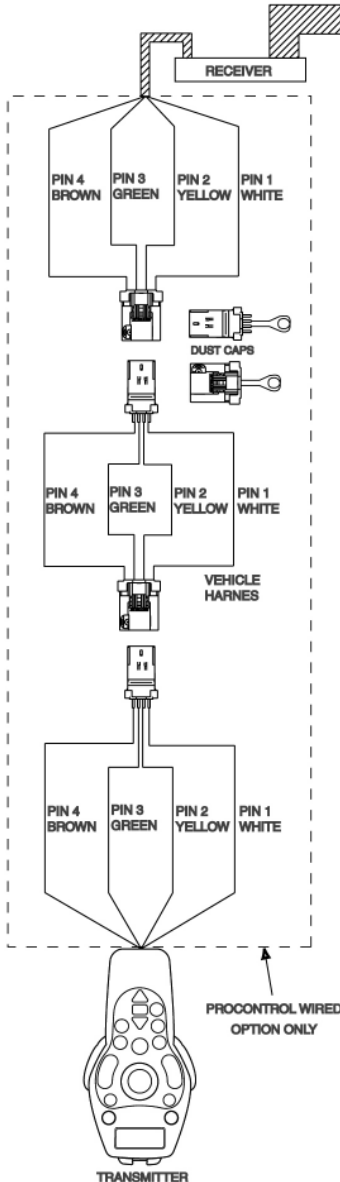 RECEIVER
PIN 4 PIN 3 PIN 2 PIN 1
BROWN GREEN YELLOW WHITE
DUST CAPS
PIN 4 PIN 3 PIN 2 PIN 1
BROWN GREEN YELLOW WHITE
VEHICLE
HARNES
PIN 4 PIN 3 PIN 2 PIN 1
BROWN GREEN YELLOW WHITE
PROCONTROL WIRED
OPTION ONLY
TRANSMITTER